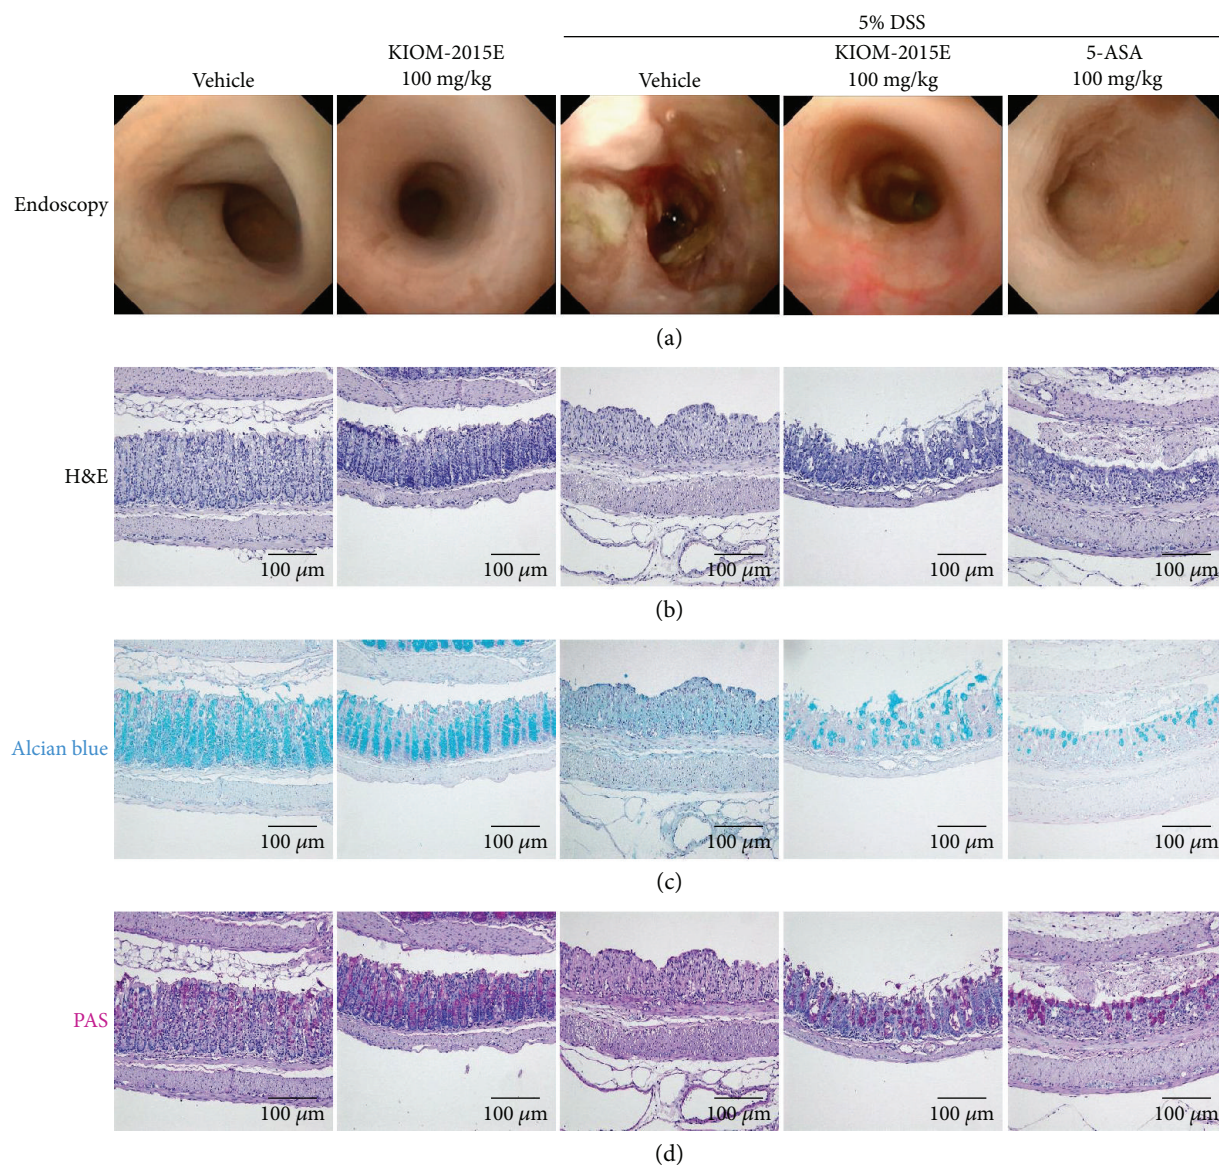 5% DSS
Vehicle
KIOM-2015E
100 mg/kg
Vehicle
KIOM-2015E
100 mg/kg
5-ASA
100 mg/kg
Endoscopy
(a)
H&E
100 μm
100 μm
100 μm
100 μm
100 μm
(b)
Alcian blue
100 μm
100 μm
100 μm
100 μm
100 μm
(c)
PAS
100 μm
100 μm
100 μm
100 μm
100 μm
(d)